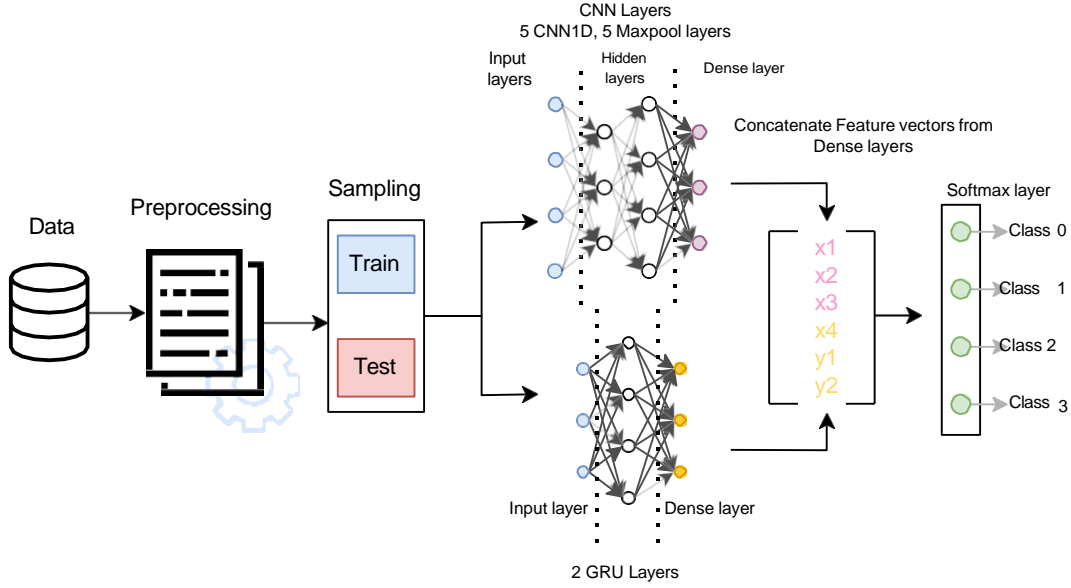 CNN Layers
5 CNN1D, 5 Maxpool layers
Input
layers
Hidden
layers
Dense layer
Concatenate Feature vectors from
Dense layers
Data
Preprocessing
Sampling
Train
Test
x1
x2
x3
x4
y1
y2
Softmax layer
Class 0
Class 1
Class 2
Class 3
Input layer
Dense layer
2 GRU Layers